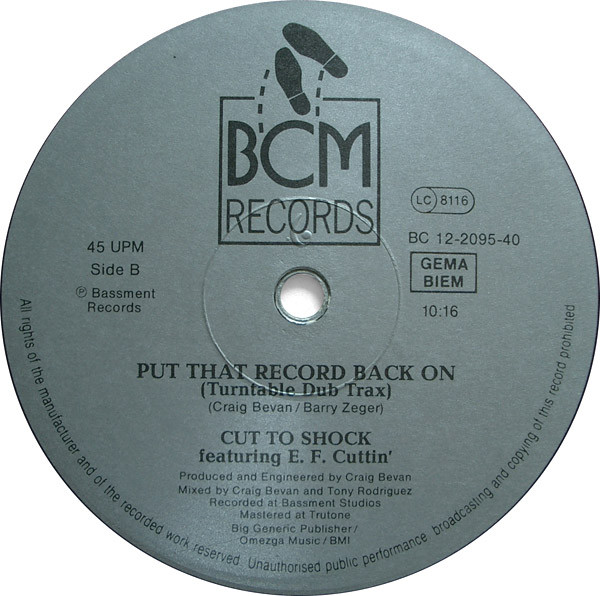 BCM
RECORDS
LC 8116
45 UPM
Side B
℗ Bassment
Records
BC 12-2095-40
GEMA
BIEM
10:16
PUT THAT RECORD BACK ON
(Turntable Dub Trax)
(Craig Bevan / Barry Zeger)
CUT TO SHOCK
featuring E. F. Cuttin'
Produced and Engineered by Craig Bevan
Mixed by Craig Bevan and Tony Rodriguez
Recorded at Bassment Studios
Mastered at Trutone
Big Generic Publisher /
Omezga Music / BMI
All rights of the manufacturer and of the recorded work reserved. Unauthorised public performance, broadcasting and copying of this record prohibited